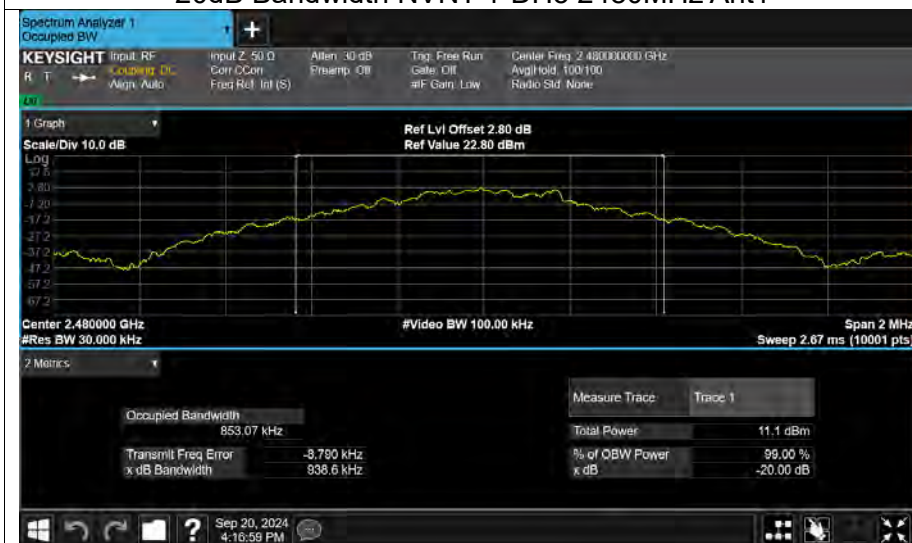 20dB Bandwidth NVNT 1-DH5 2480MHz Ant1
Spectrum Analyzer 1
Occupied BW
KEYSIGHT Input: RF Input Z: 50 Ω Atten: 30 dB Trig: Free Run Center Freq: 2.480000000 GHz
R T Coupling: DC Corr CCorr Preamp: Off Gate: Off Avg|Hold: 100/100
Align: Auto Freq Ref: Int (S) #IF Gain: Low Radio Std: None
1 Graph
Ref Lvl Offset 2.80 dB
Scale/Div 10.0 dB Ref Value 22.80 dBm
Log
12.8
2.80
-7.20
-17.2
-27.2
-37.2
-47.2
-57.2
-67.2
Center 2.480000 GHz #Video BW 100.00 kHz Span 2 MHz
#Res BW 30.000 kHz Sweep 2.67 ms (10001 pts)
2 Metrics
Measure Trace Trace 1
Occupied Bandwidth
853.07 kHz Total Power 11.1 dBm
Transmit Freq Error -8.790 kHz % of OBW Power 99.00 %
x dB Bandwidth 938.6 kHz x dB -20.00 dB
? Sep 20, 2024
4:16:59 PM